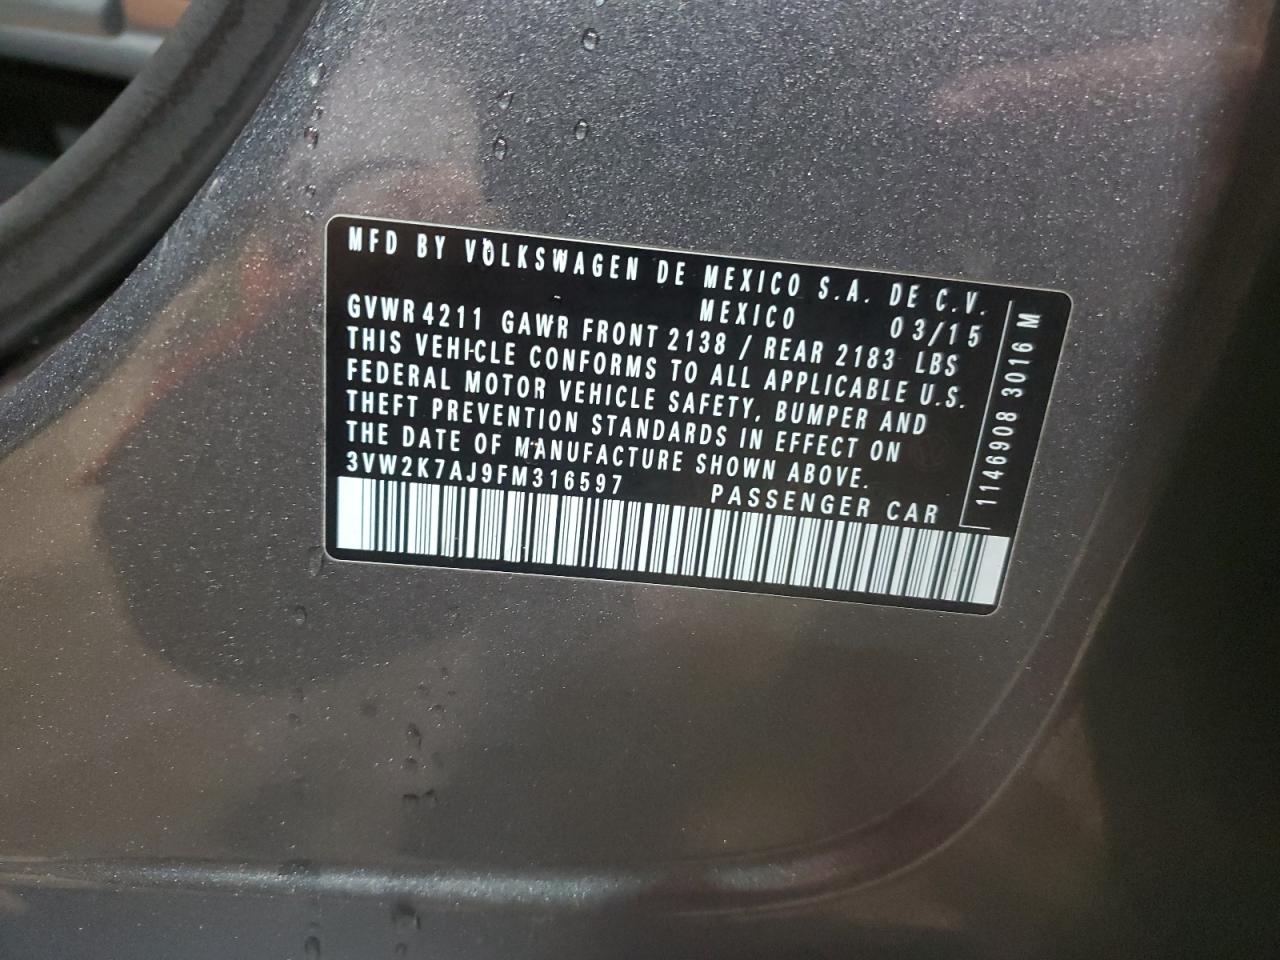 MFD BY VOLKSWAGEN DE MEXICO S.A. DE C.V.
MEXICO 03/15
GVWR 4211 GAWR FRONT 2138 / REAR 2183 LBS
THIS VEHICLE CONFORMS TO ALL APPLICABLE U.S.
FEDERAL MOTOR VEHICLE SAFETY, BUMPER AND
THEFT PREVENTION STANDARDS IN EFFECT ON
THE DATE OF MANUFACTURE SHOWN ABOVE.
3VW2K7AJ9FM316597 PASSENGER CAR
1146908 3016 M